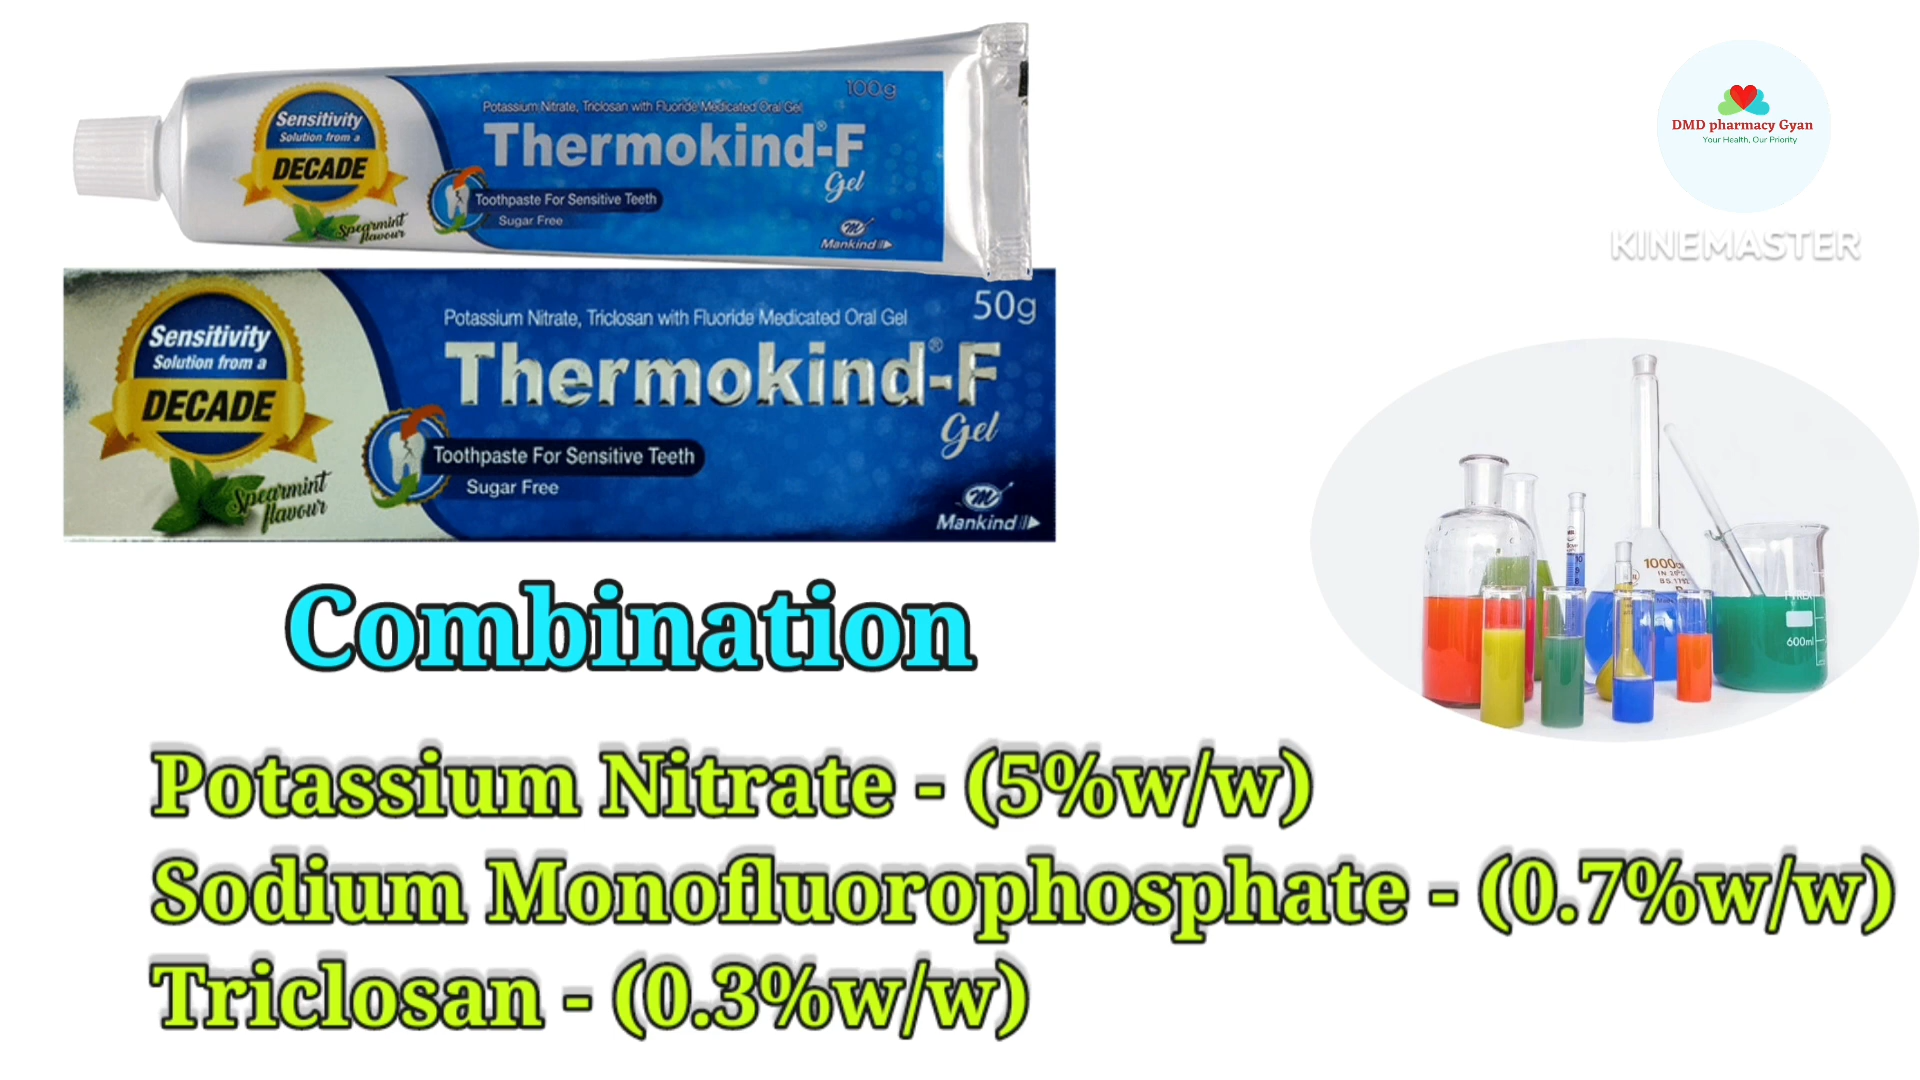 100g
Potassium Nitrate, Triclosan with Fluoride Medicated Oral Gel
Thermokind®-F
Gel
Sensitivity
Solution from a
DECADE
Spearmint
flavour
Toothpaste For Sensitive Teeth
Sugar Free
Mankind
50g
Potassium Nitrate, Triclosan with Fluoride Medicated Oral Gel
Thermokind®-F
Gel
Sensitivity
Solution from a
DECADE
Spearmint
flavour
Toothpaste For Sensitive Teeth
Sugar Free
Mankind
DMD pharmacy Gyan
Your Health, Our Priority
KINEMASTER
600ml
Combination
Potassium Nitrate - (5%w/w)
Sodium Monofluorophosphate - (0.7%w/w)
Triclosan - (0.3%w/w)